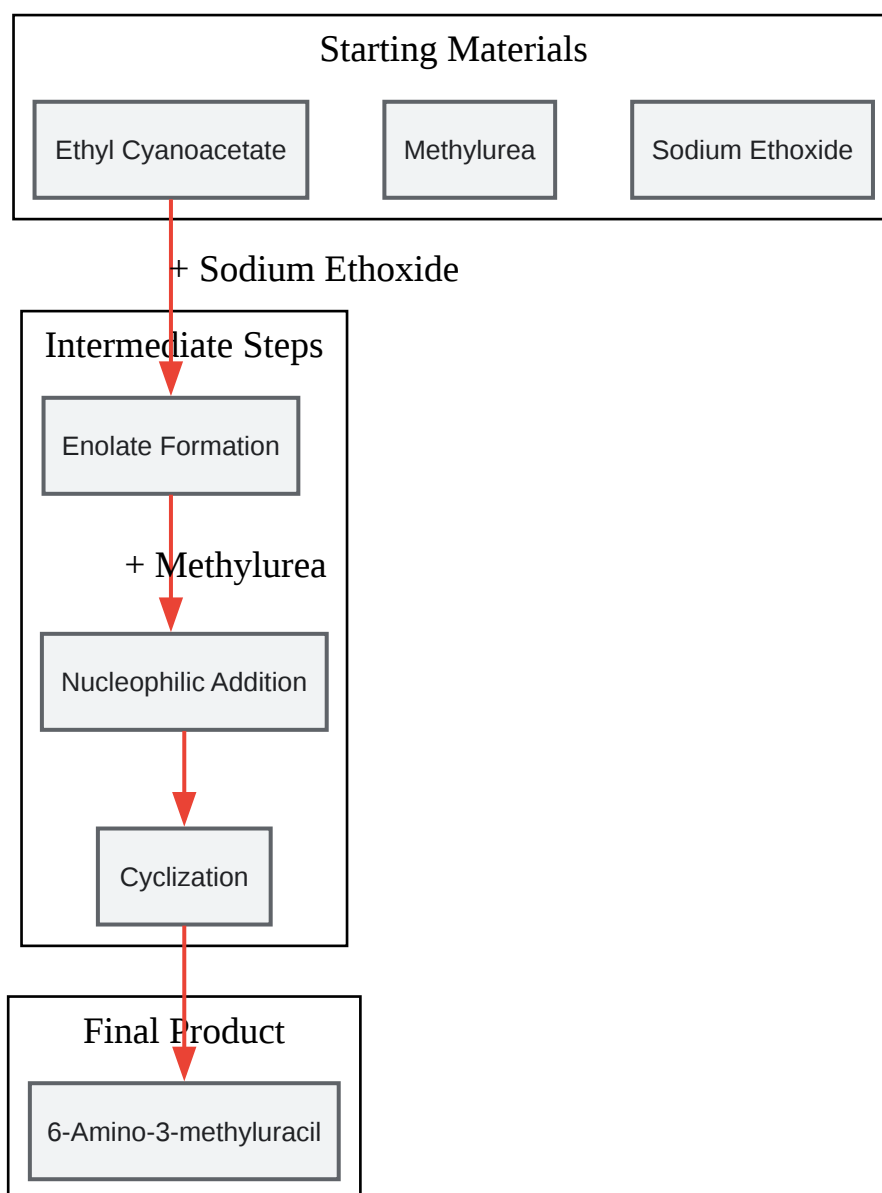 Starting Materials
Ethyl Cyanoacetate
Methylurea
Sodium Ethoxide
+ Sodium Ethoxide
Intermediate Steps
Enolate Formation
+ Methylurea
Nucleophilic Addition
Cyclization
Final Product
6-Amino-3-methyluracil